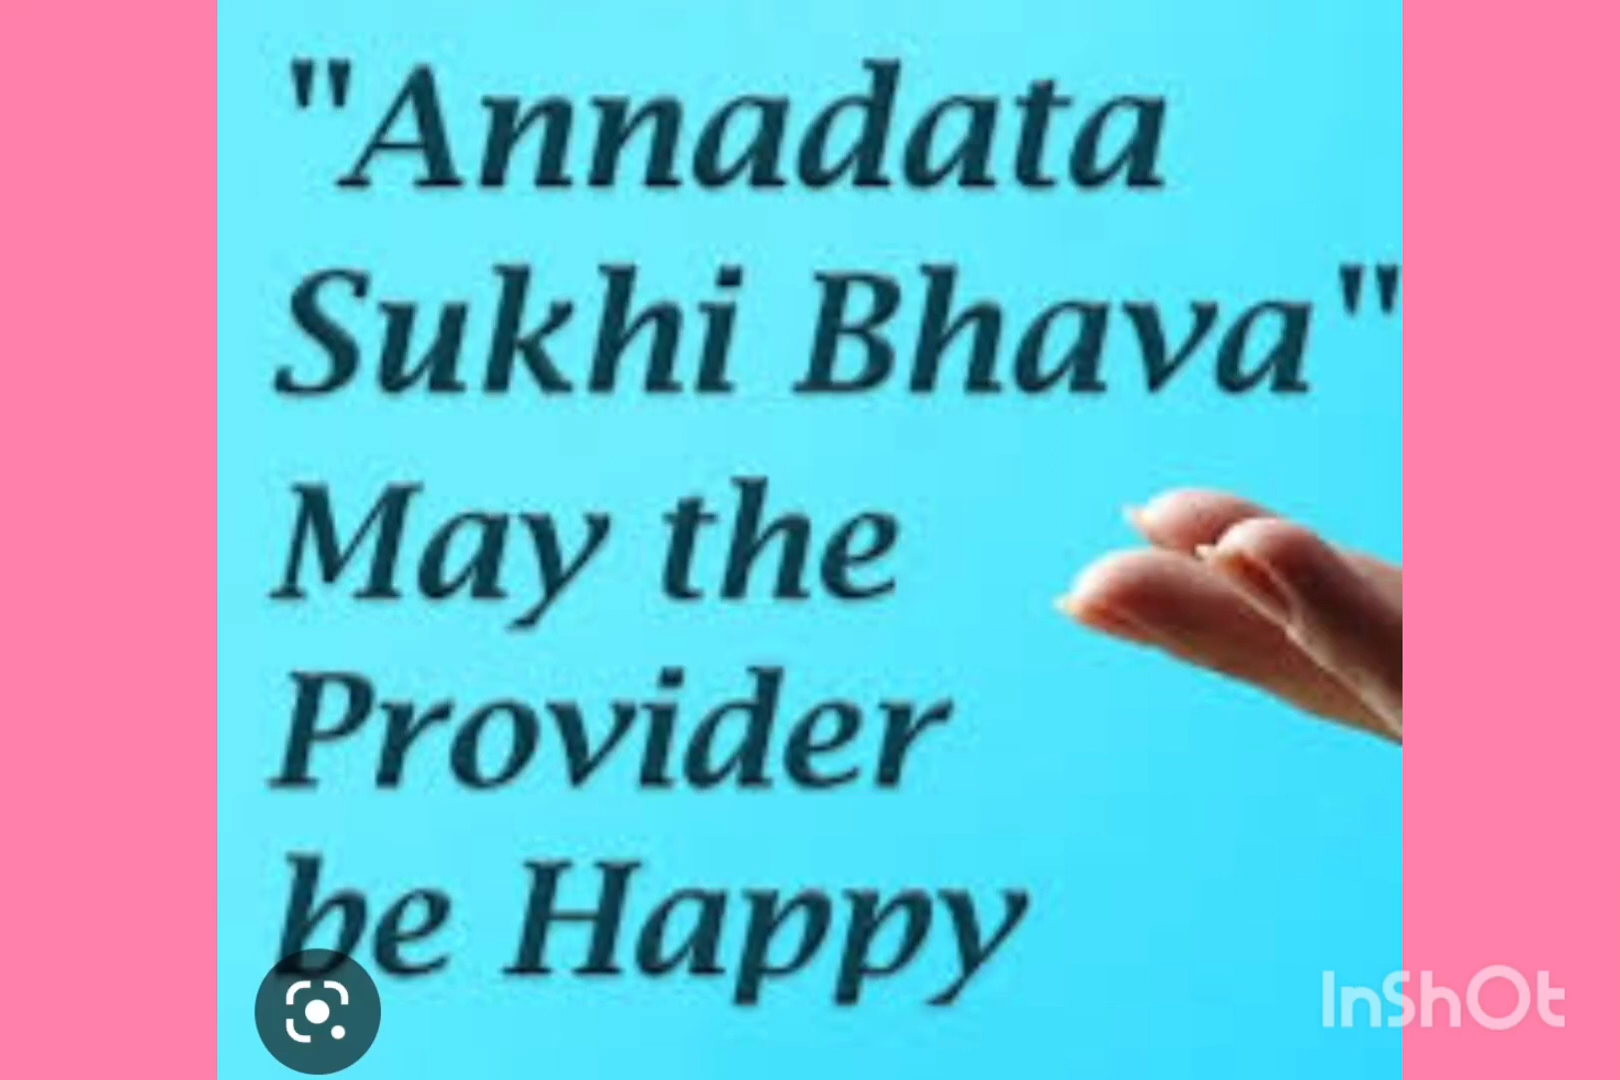 "Annadata
Sukhi Bhava"
May the
Provider
be Happy
InShOt